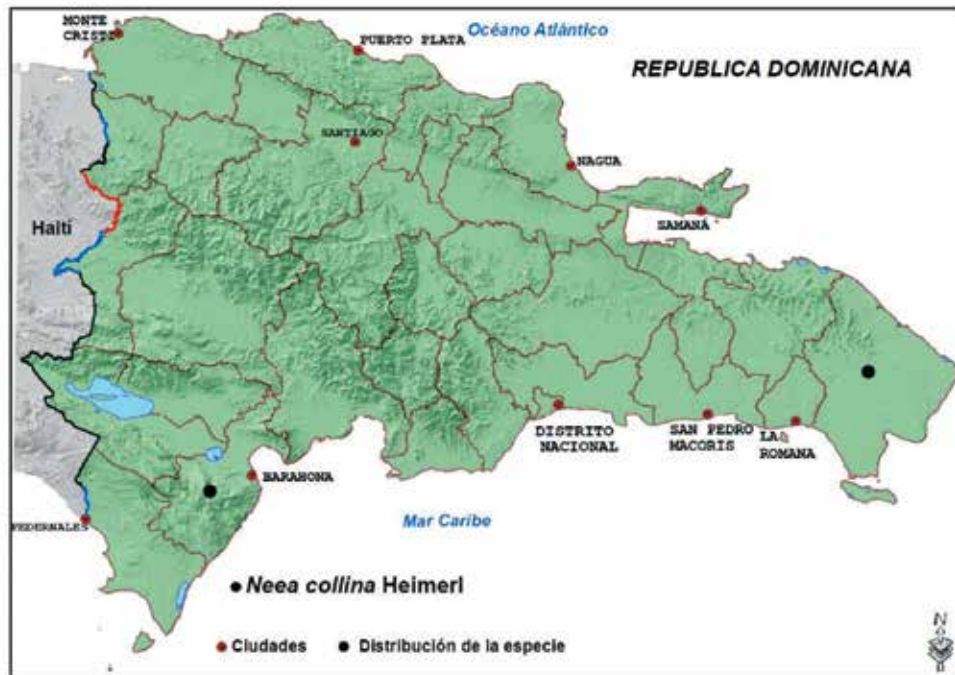 MONTE
CRISTI
PUERTO PLATA
Océano Atlántico
REPUBLICA DOMINICANA
SANTIAGO
NAGUA
Haití
SAMANÁ
DISTRITO
NACIONAL
SAN PEDRO
MACORIS
LA
ROMANA
BARAHONA
PEDERNALES
Mar Caribe
Neea collina Heimerl
Ciudades
Distribución de la especie
N